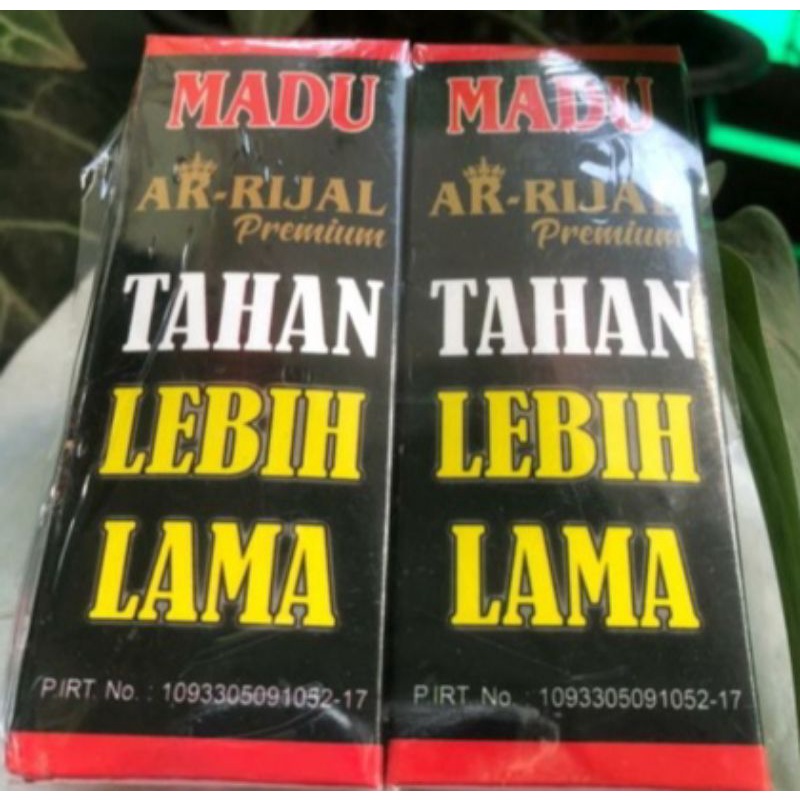 MADU
AR-RIJAL
Premium
TAHAN
LEBIH
LAMA
P.IRT. No. : 1093305091052-17
MADU
AR-RIJAL
Premium
TAHAN
LEBIH
LAMA
P.IRT. No. : 1093305091052-17